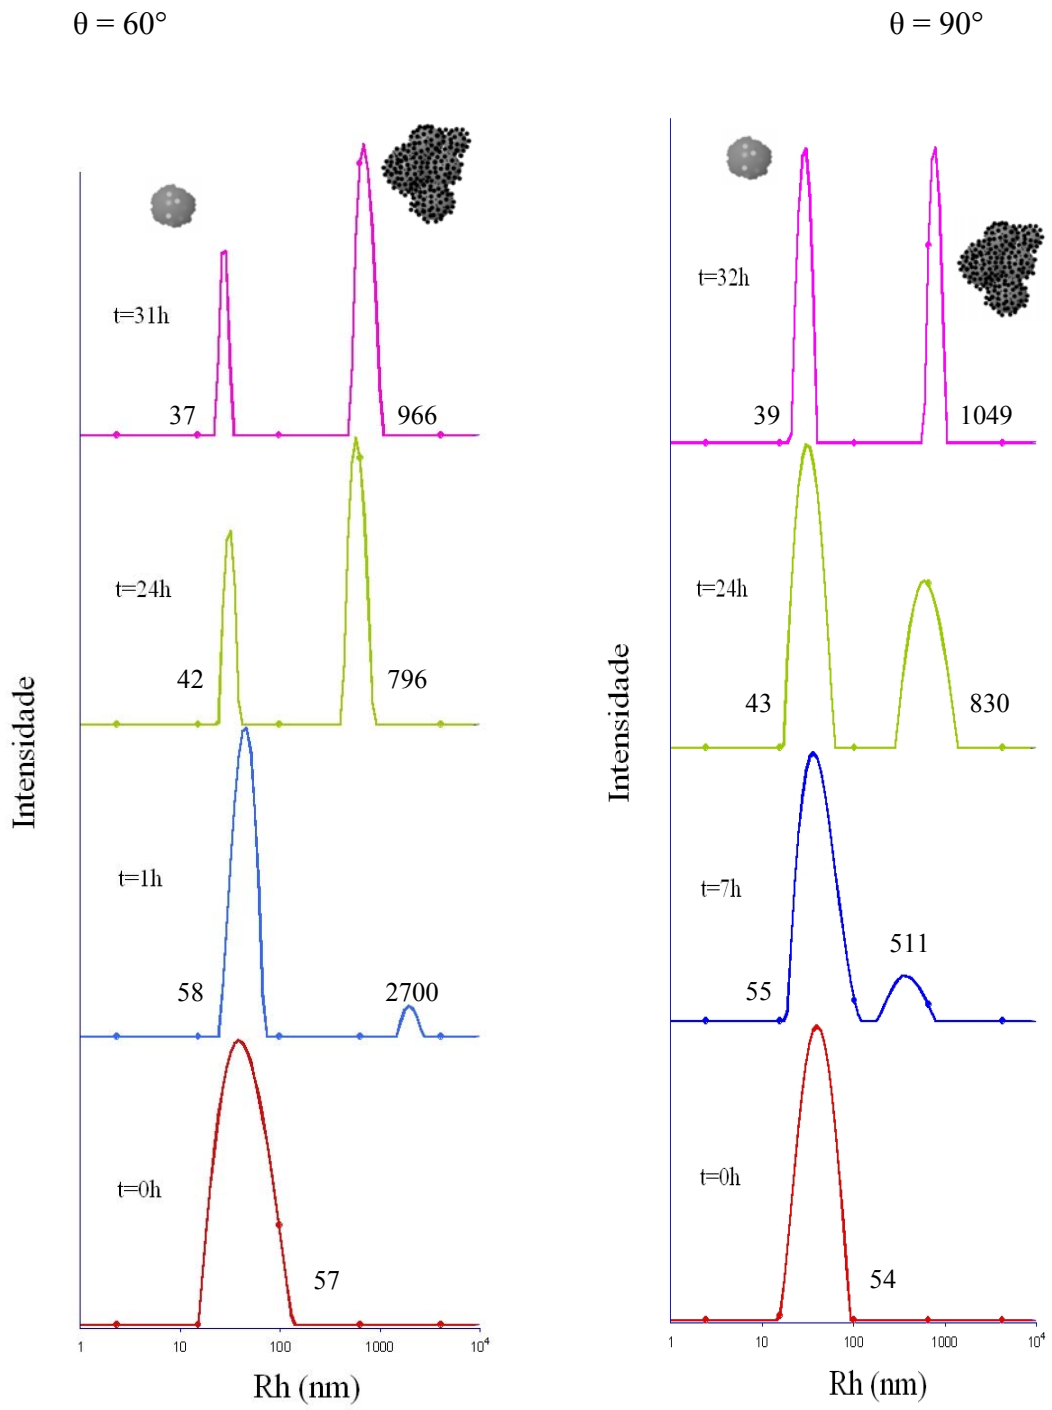 θ = 60°
t=31h
37
966
t=24h
42
796
t=1h
58
2700
t=0h
57
Intensidade
1 10 100 1000 10⁴
Rh (nm)
θ = 90°
t=32h
39
1049
t=24h
43
830
t=7h
511
55
t=0h
54
Intensidade
1 10 100 1000 10⁴
Rh (nm)